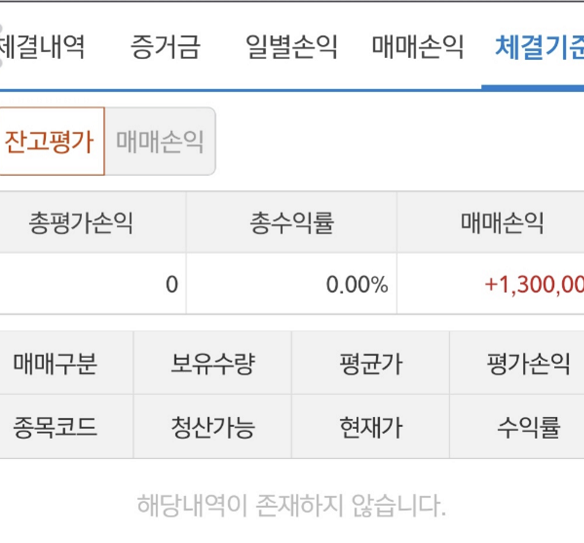 체결내역 증거금 일별손익 매매손익 체결기준
잔고평가 매매손익
총평가손익 총수익률 매매손익
0 0.00% +1,300,00
매매구분 보유수량 평균가 평가손익
종목코드 청산가능 현재가 수익률
해당내역이 존재하지 않습니다.